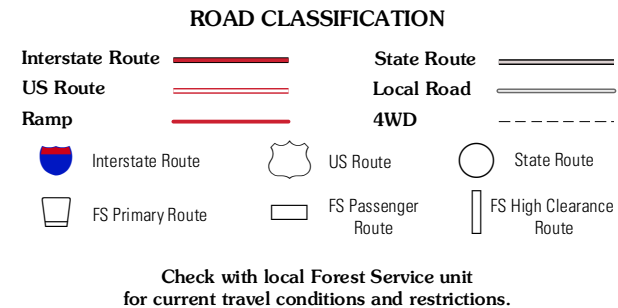 ROAD CLASSIFICATION
Interstate Route
State Route
US Route
Local Road
Ramp
4WD
Interstate Route
US Route
State Route
FS Primary Route
FS Passenger
Route
FS High Clearance
Route
Check with local Forest Service unit
for current travel conditions and restrictions.